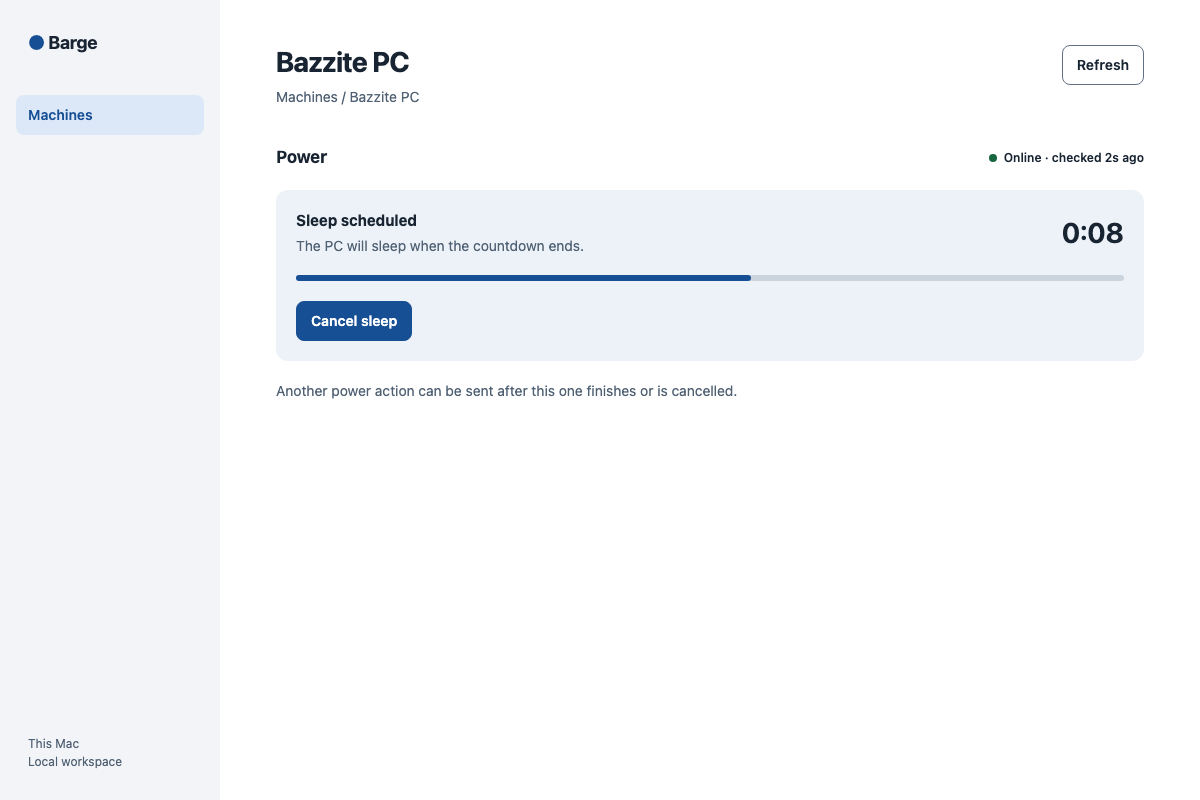 Barge
Machines
Bazzite PC
Machines / Bazzite PC
Refresh
Power
Online · checked 2s ago
Sleep scheduled
The PC will sleep when the countdown ends.
0:08
Cancel sleep
Another power action can be sent after this one finishes or is cancelled.
This Mac
Local workspace